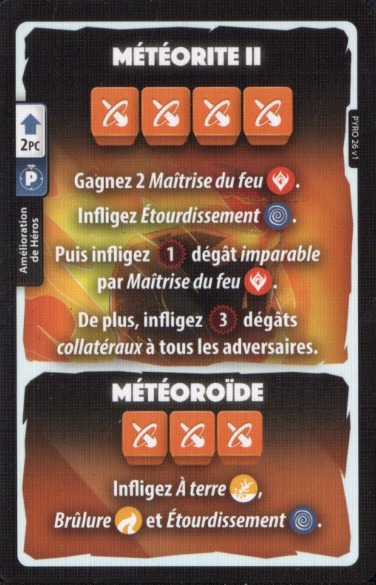 MÉTÉORITE II
2PC
P
Amélioration
de Héros
PYRO 26 v1
Gagnez 2 Maîtrise du feu.
Infligez Étourdissement.
Puis infligez 1 dégât imparable
par Maîtrise du feu.
De plus, infligez 3 dégâts
collatéraux à tous les adversaires.
MÉTÉOROÏDE
Infligez À terre,
Brûlure et Étourdissement.